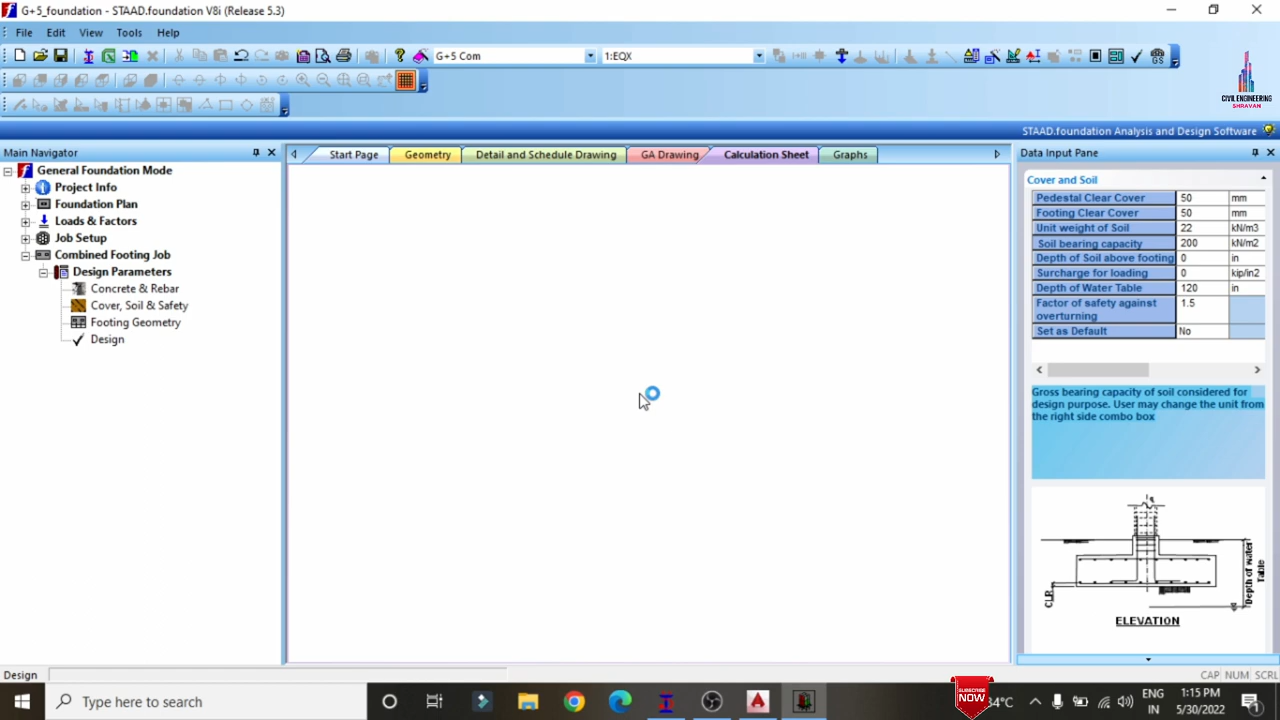 G+5_foundation - STAAD.foundation V8i (Release 5.3)
File Edit View Tools Help
G+5 Com
1:EQX
CIVIL ENGINEERING
SHRAVAN
STAAD.foundation Analysis and Design Software
Main Navigator
Start Page
Geometry
Detail and Schedule Drawing
GA Drawing
Calculation Sheet
Graphs
Data Input Pane
General Foundation Mode
Project Info
Foundation Plan
Loads & Factors
Job Setup
Combined Footing Job
Design Parameters
Concrete & Rebar
Cover, Soil & Safety
Footing Geometry
Design
Cover and Soil
Pedestal Clear Cover 50 mm
Footing Clear Cover 50 mm
Unit weight of Soil 22 kN/m3
Soil bearing capacity 200 kN/m2
Depth of Soil above footing 0 in
Surcharge for loading 0 kip/in2
Depth of Water Table 120 in
Factor of safety against 1.5
overturning
Set as Default No
Gross bearing capacity of soil considered for
design purpose. User may change the unit from
the right side combo box
CLR
Depth of water
Table
ELEVATION
Design
CAP NUM SCRL
Type here to search
SUBSCRIBE
NOW
34°C
ENG
IN
1:15 PM
5/30/2022
1